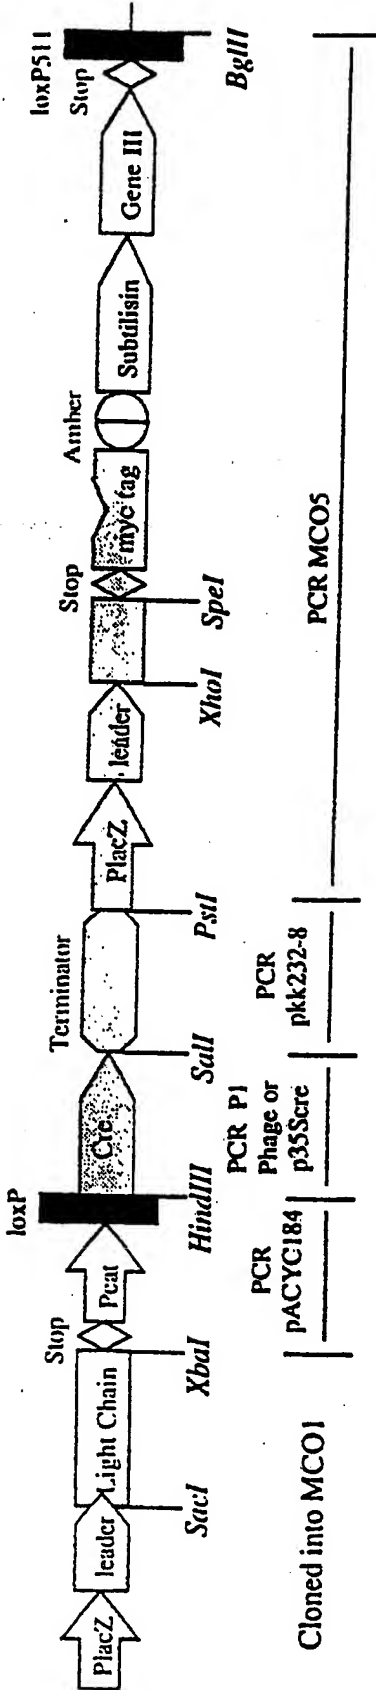 loxP
loxP511
Stop
Terminator
Stop
Amber
Stop
PlacZ
leader
Light Chain
Pcat
Cre
PlacZ
leader
myc tag
Subtilisin
Gene III
SacI
XbaI
HindIII
SalI
PstI
XhoI
SpeI
BglII
Cloned into MCO1
PCR
pACYC184
PCR P1
Phage or
p35Scre
PCR
pkk232-8
PCR MCO5